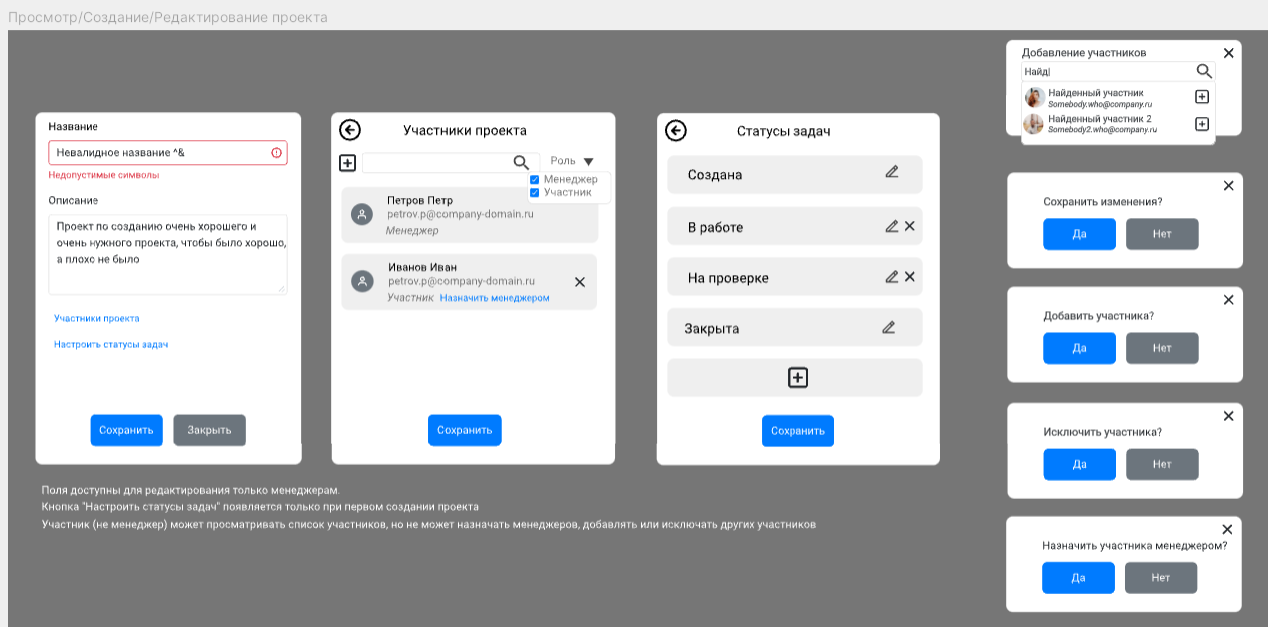 Просмотр/Создание/Редактирование проекта
Название
Невалидное название ^&
Недопустимые символы
Описание
Проект по созданию очень хорошего и
очень нужного проекта, чтобы было хорошо,
а плохо не было
Участники проекта
Настроить статусы задач
Сохранить
Закрыть
Участники проекта
Роль
Менеджер
Участник
Петров Петр
petrov.p@company-domain.ru
Менеджер
Иванов Иван
petrov.p@company-domain.ru
Участник Назначить менеджером
Сохранить
Статусы задач
Создана
В работе
На проверке
Закрыта
Сохранить
Добавление участников
Найд
Найденный участник
Somebody.who@company.ru
Найденный участник 2
Somebody2.who@company.ru
Сохранить изменения?
Да
Нет
Добавить участника?
Да
Нет
Исключить участника?
Да
Нет
Назначить участника менеджером?
Да
Нет
Поля доступны для редактирования только менеджерам.
Кнопка "Настроить статусы задач" появляется только при первом создании проекта
Участник (не менеджер) может просматривать список участников, но не может назначать менеджеров, добавлять или исключать других участников